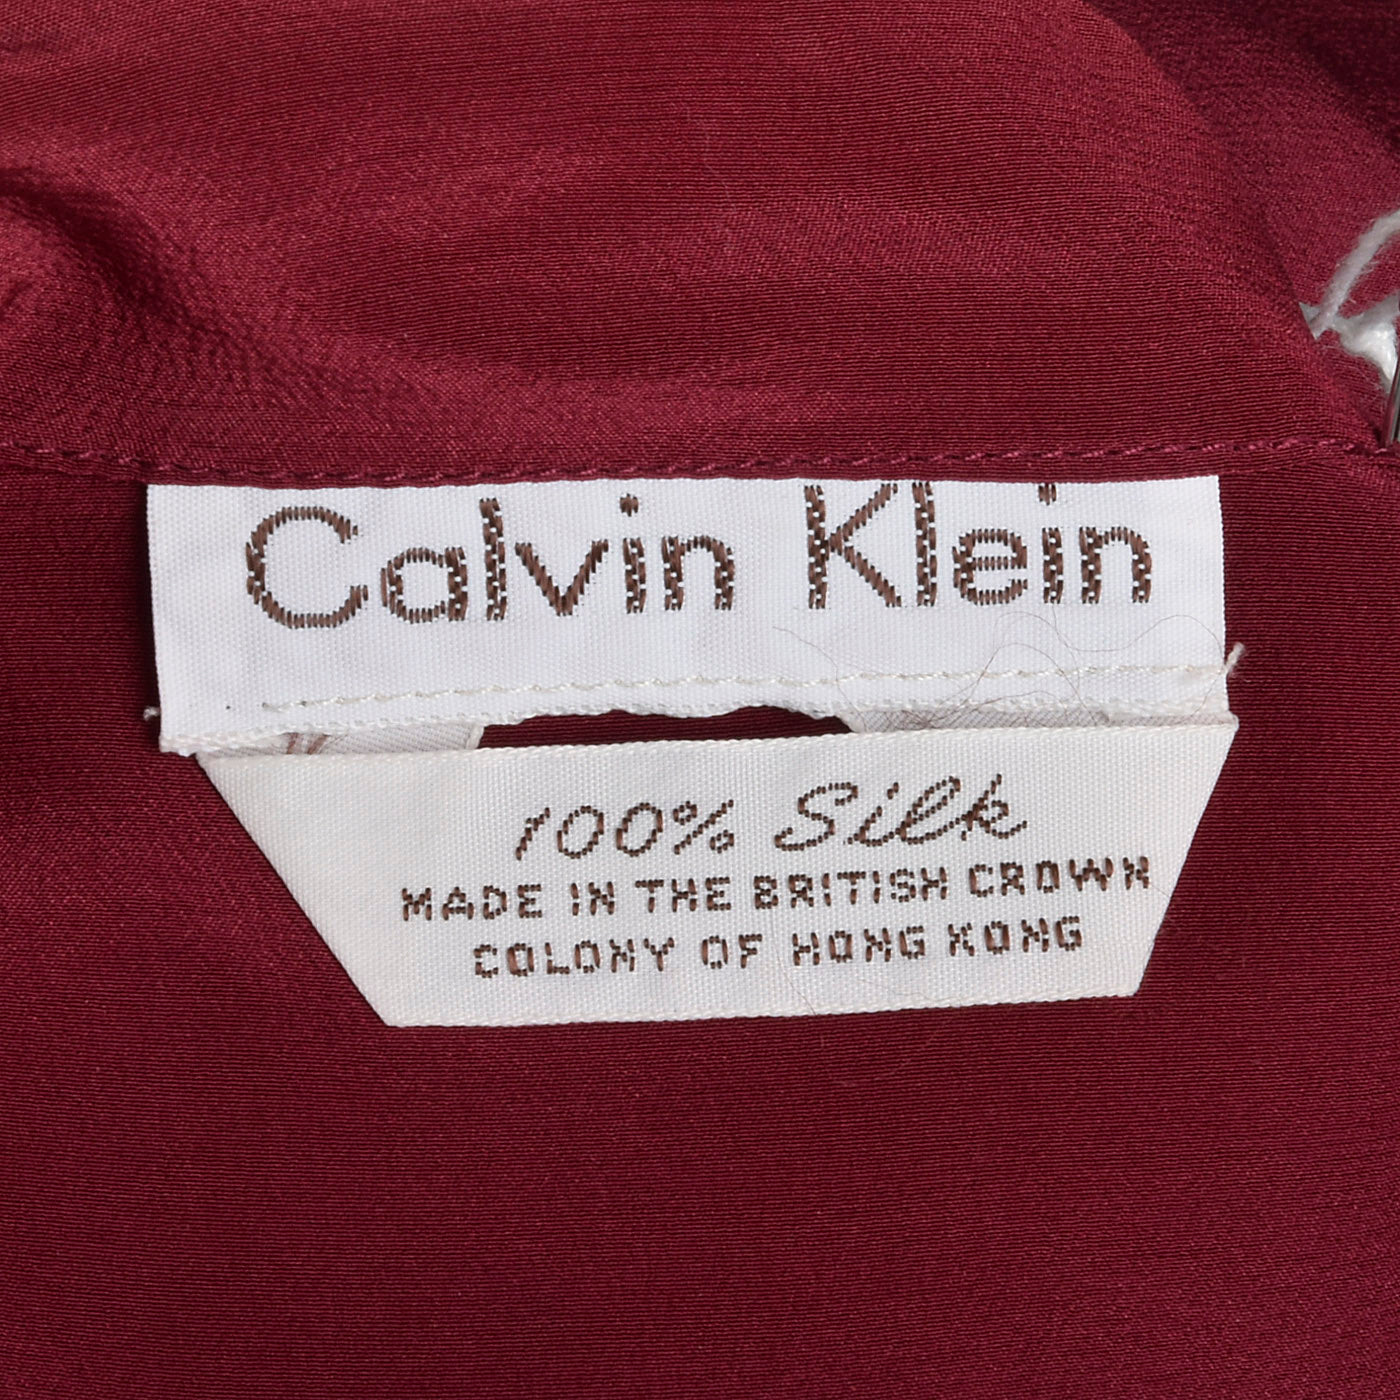 Calvin Klein
100% Silk
MADE IN THE BRITISH CROWN
COLONY OF HONG KONG